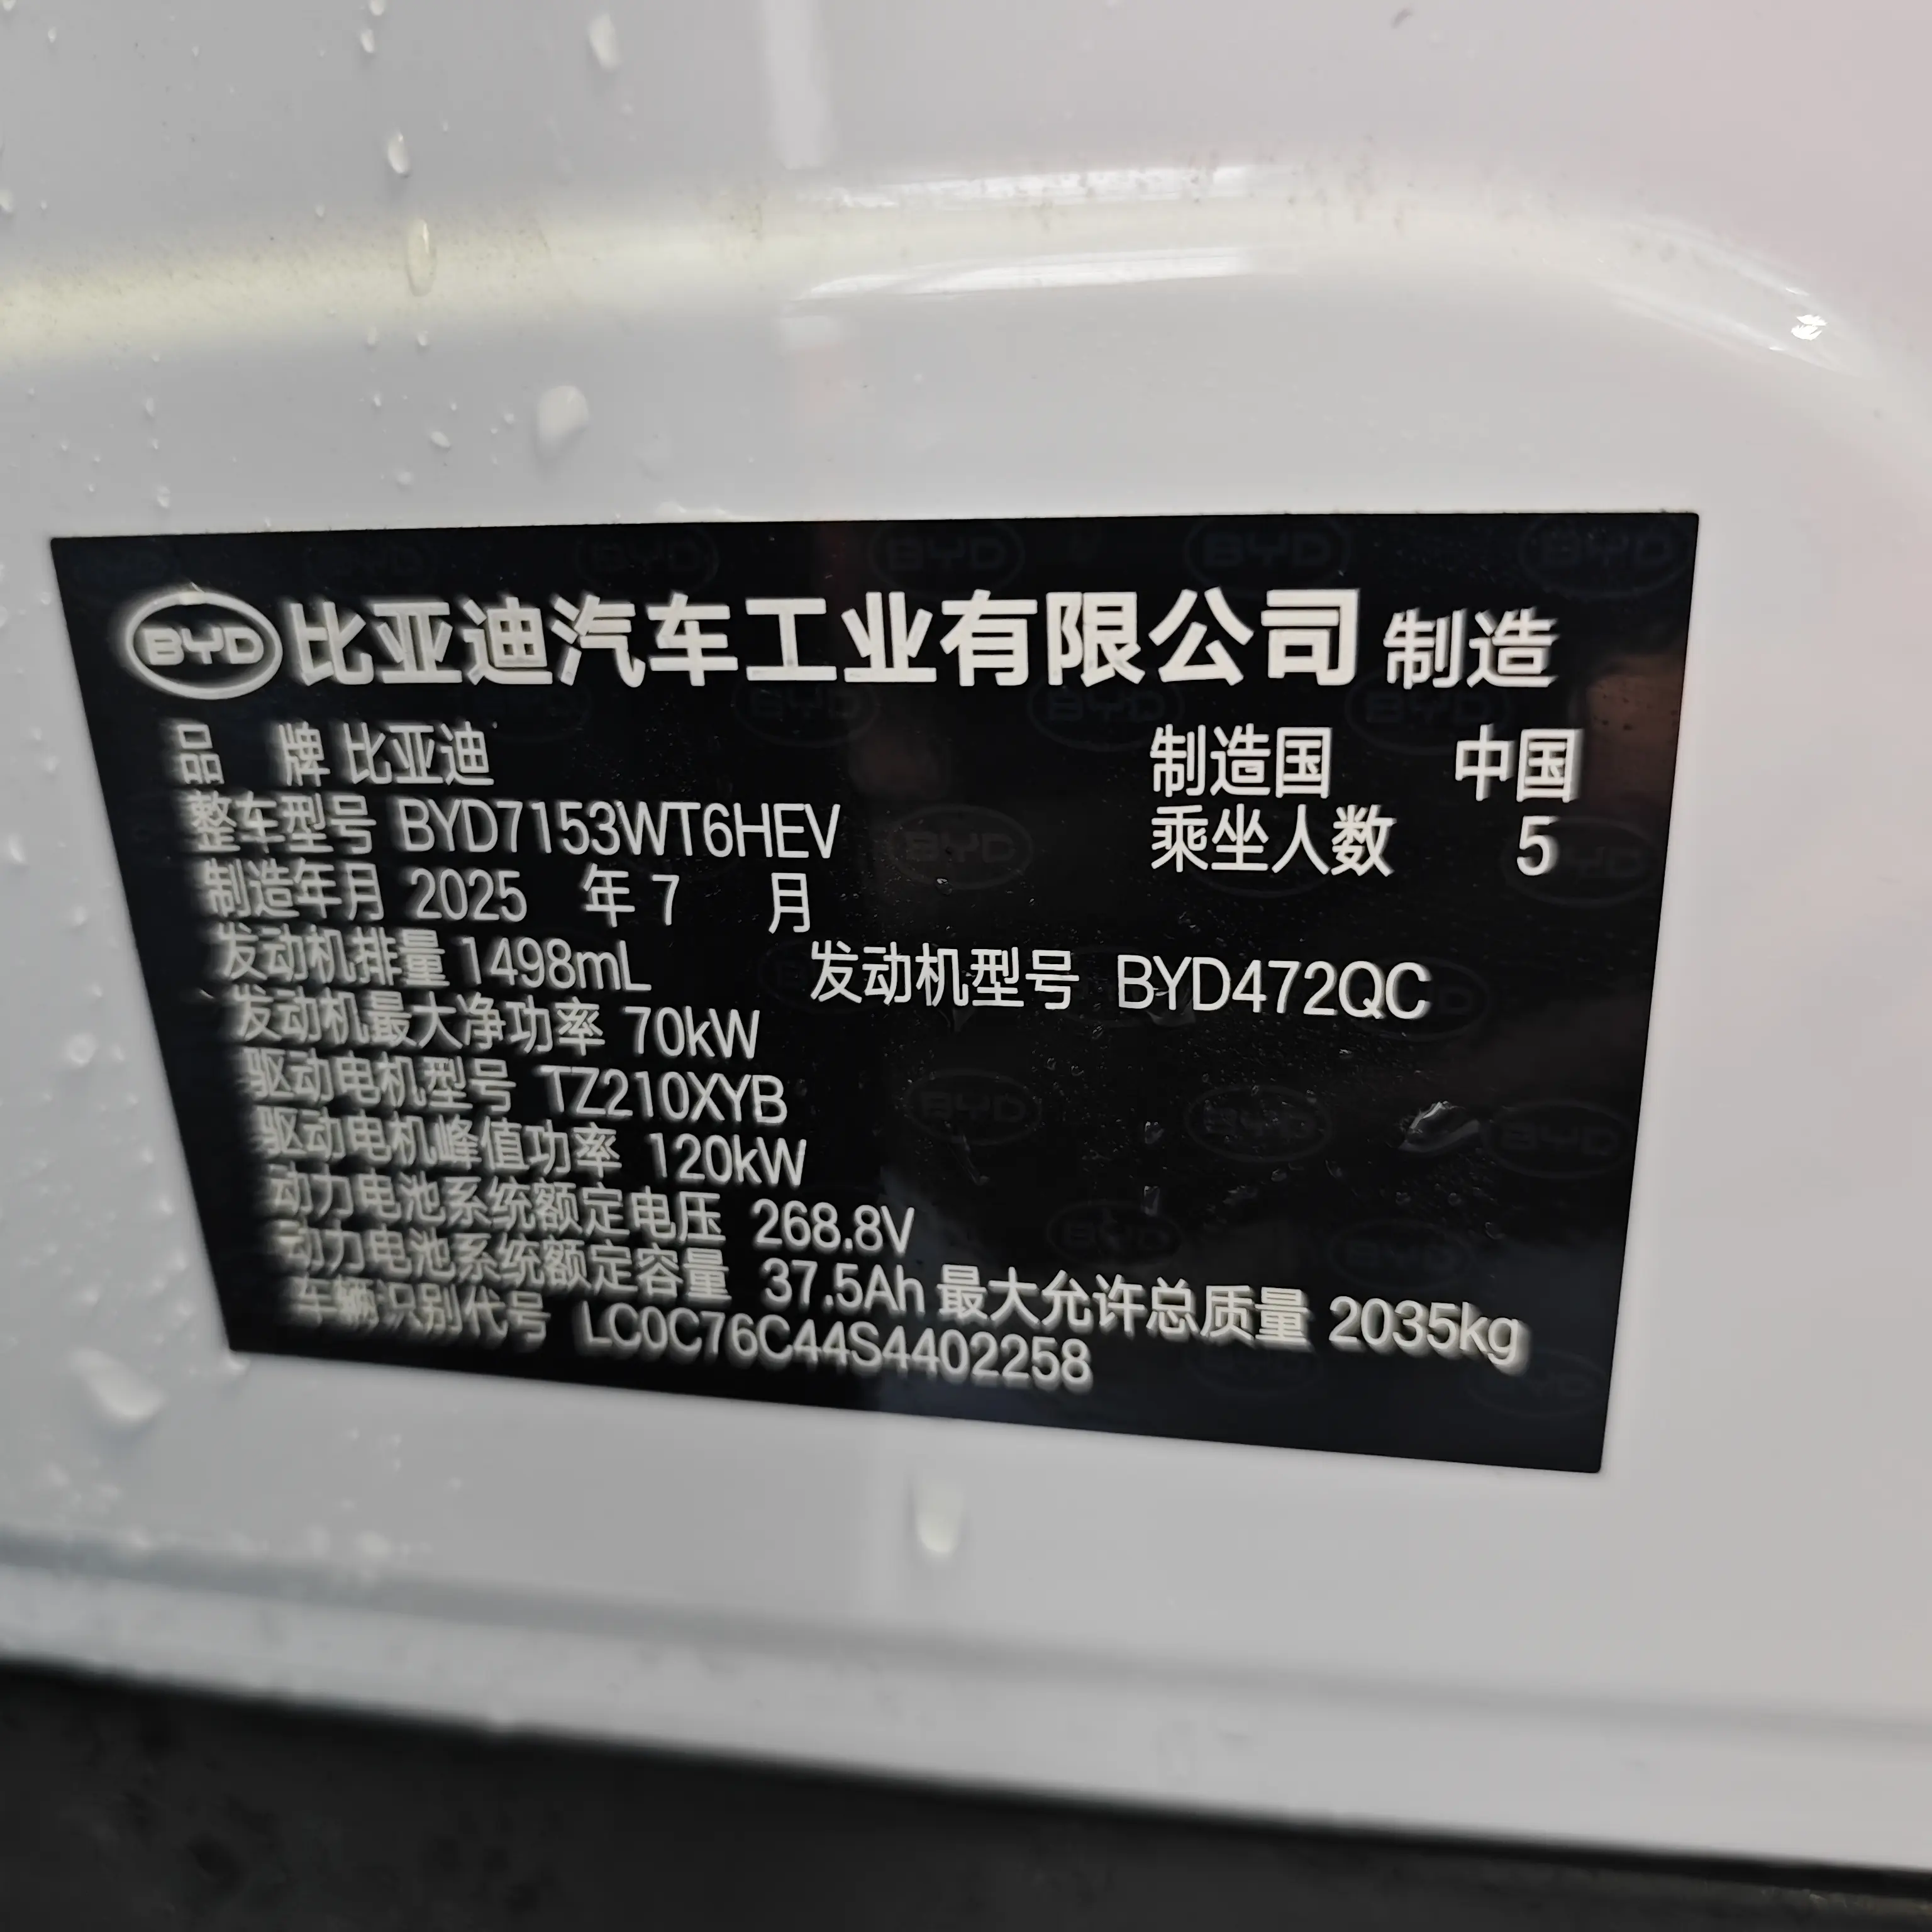 BYD 比亚迪汽车工业有限公司 制造
品 牌 比亚迪 制造国 中国
整车型号 BYD7153WT6HEV 乘坐人数 5
制造年月 2025 年 7 月
发动机排量 1498mL 发动机型号 BYD472QC
发动机最大净功率 70kW
驱动电机型号 TZ210XYB
驱动电机峰值功率 120kW
动力电池系统额定电压 268.8V
动力电池系统额定容量 37.5Ah 最大允许总质量 2035kg
车辆识别代号 LC0C76C44S4402258